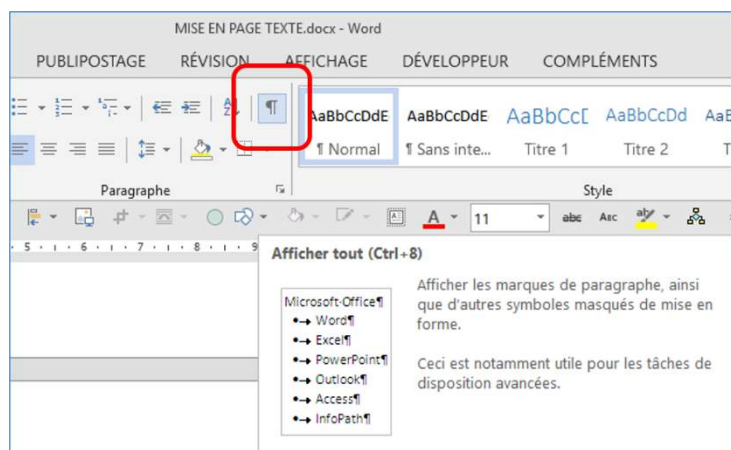 MISE EN PAGE TEXTE.docx - Word
PUBLIPOSTAGE RÉVISION AFFICHAGE DÉVELOPPEUR COMPLÉMENTS
¶
AaBbCcDdE AaBbCcDdE AaBbCcD AaBbCcDd AaB
¶ Normal ¶ Sans inte... Titre 1 Titre 2 T
Paragraphe Style
A 11 abc ABC aby
5 6 7 8 9
Afficher tout (Ctrl+8)
Afficher les marques de paragraphe, ainsi
que d'autres symboles masqués de mise en
forme.
Ceci est notamment utile pour les tâches de
disposition avancées.
Microsoft·Office¶
•→ Word¶
•→ Excel¶
•→ PowerPoint¶
•→ Outlook¶
•→ Access¶
•→ InfoPath¶